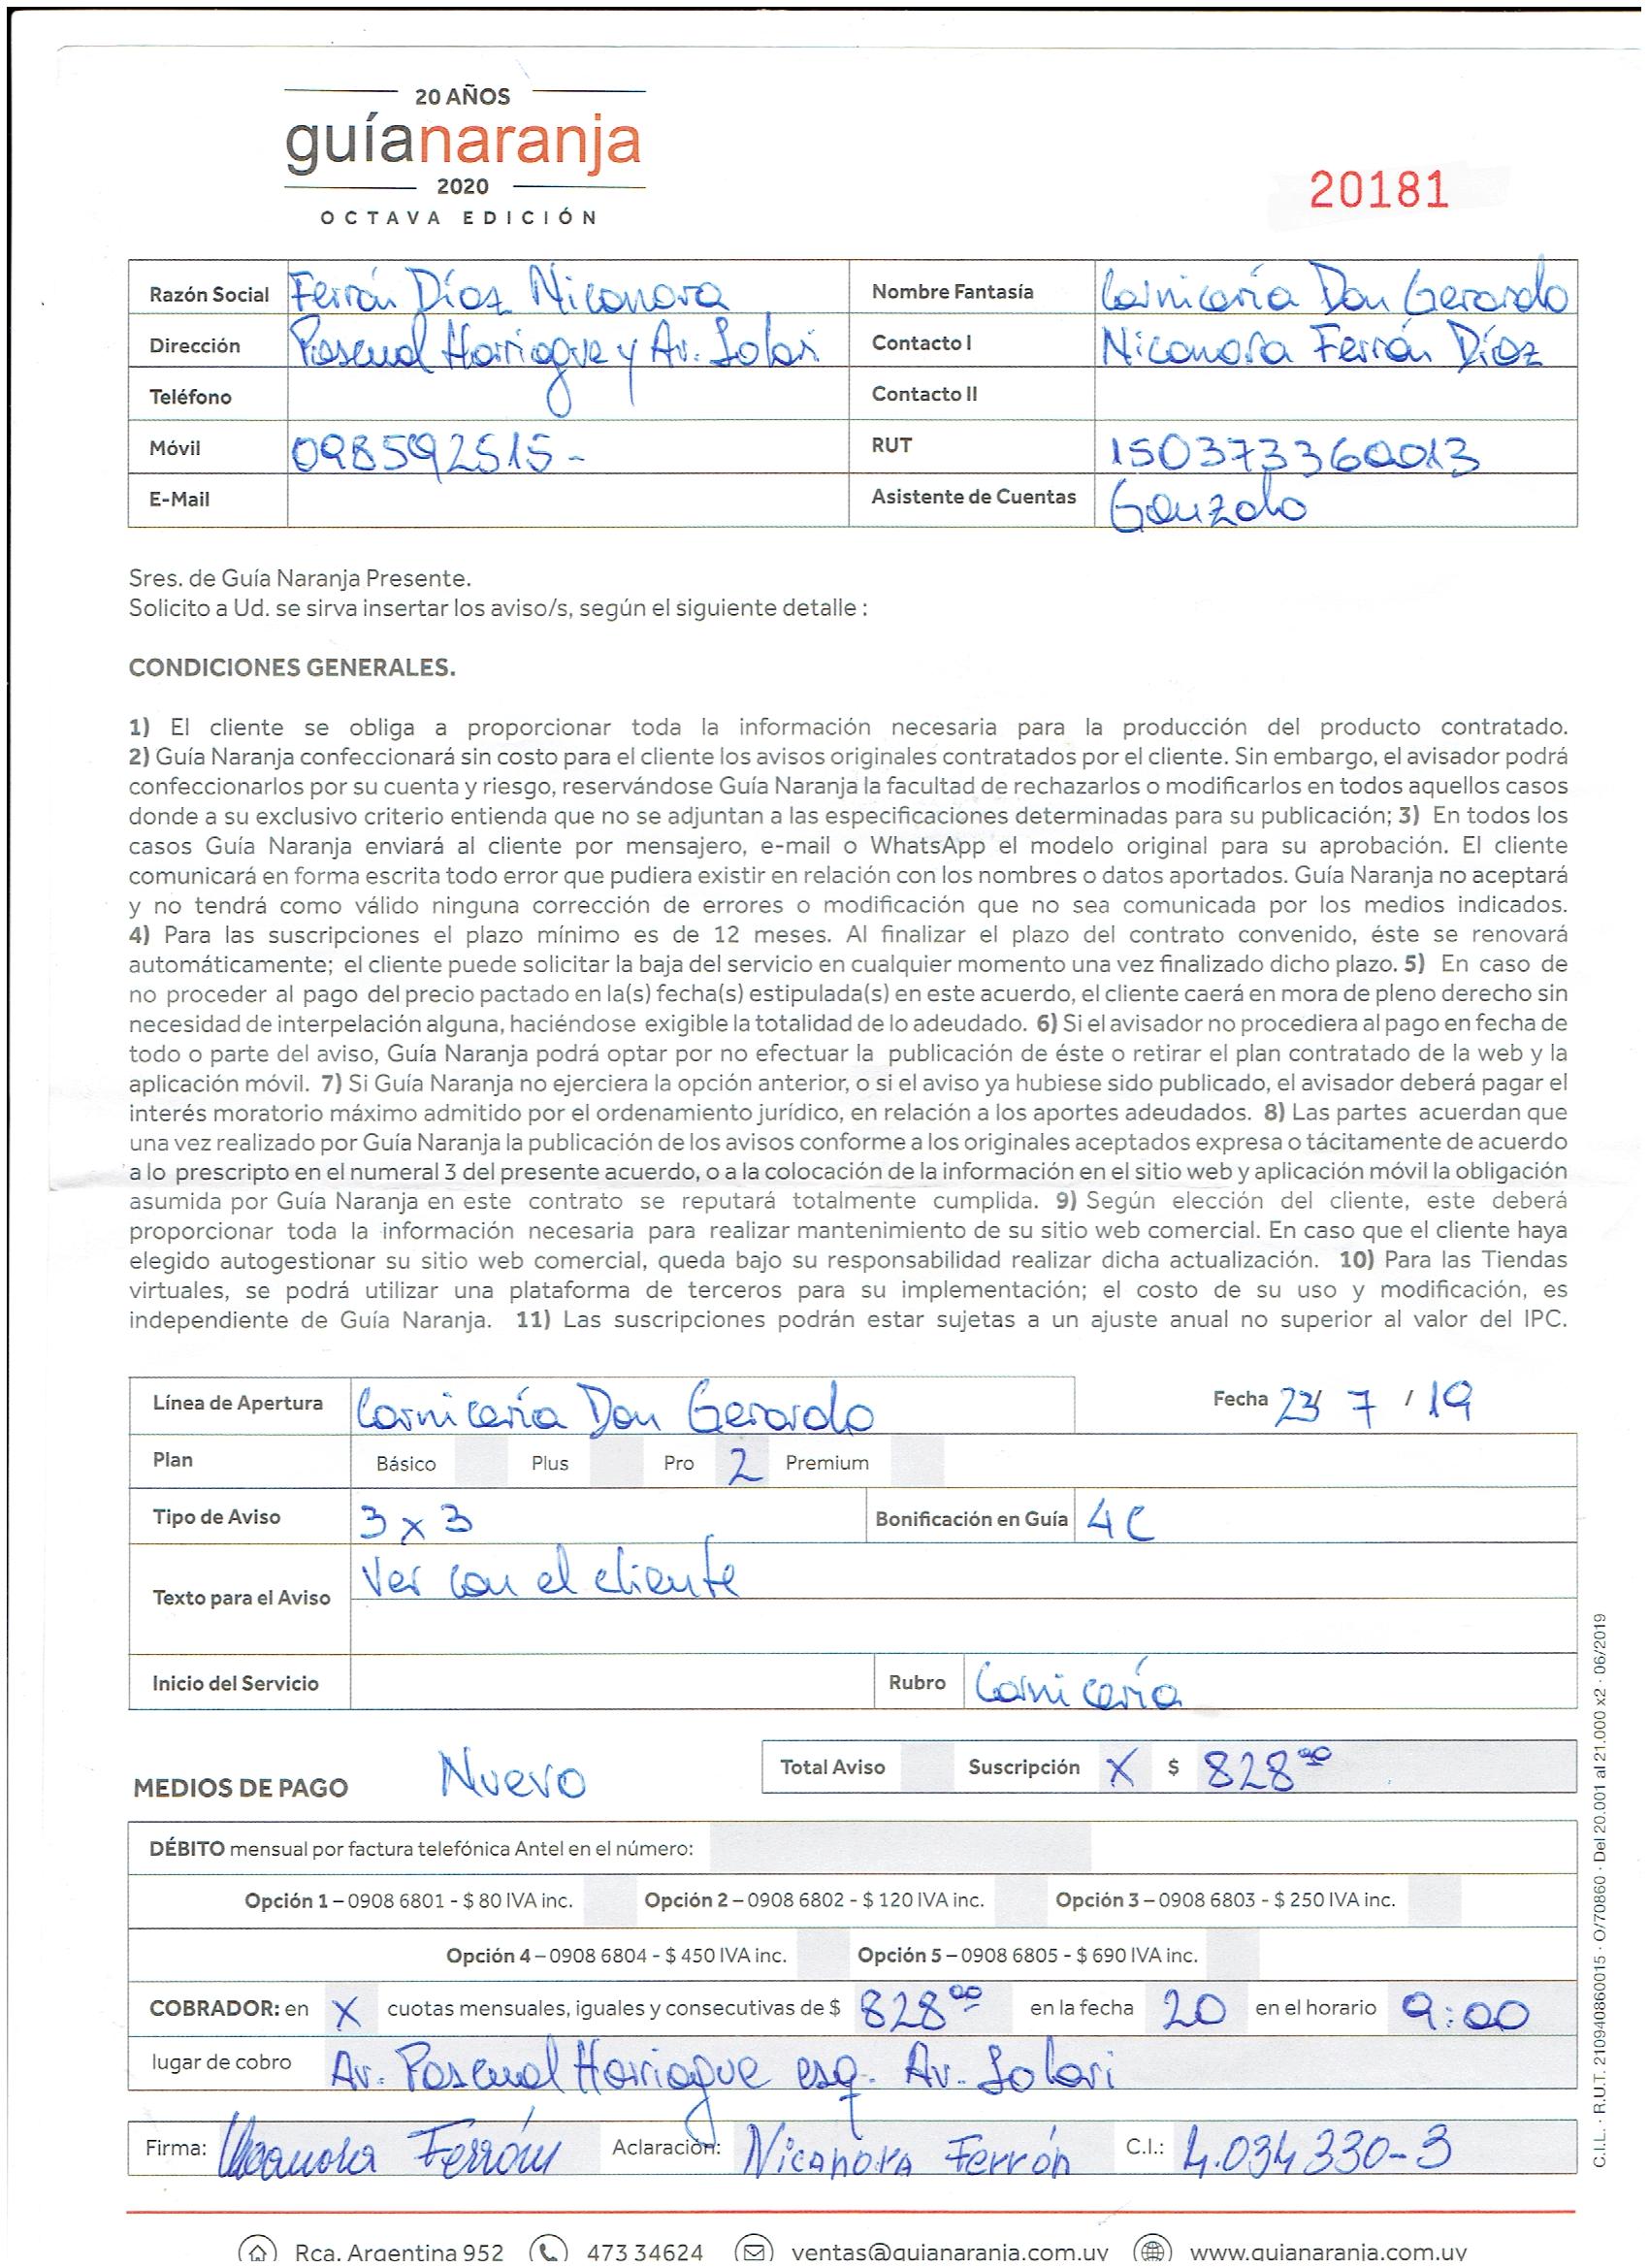 20 AÑOS
guíanaranja
2020
OCTAVA EDICIÓN
20181
Razón Social Ferrán Díaz Nicanora Nombre Fantasía Carnicería Don Gerardo
Dirección Pascual Harriague y Av. Solari Contacto I Nicanora Ferrán Díaz
Teléfono Contacto II
Móvil 098592515- RUT 150373360013
E-Mail Asistente de Cuentas Gonzalo
Sres. de Guía Naranja Presente.
Solicito a Ud. se sirva insertar los aviso/s, según el siguiente detalle :
CONDICIONES GENERALES.
1) El cliente se obliga a proporcionar toda la información necesaria para la producción del producto contratado.
2) Guía Naranja confeccionará sin costo para el cliente los avisos originales contratados por el cliente. Sin embargo, el avisador podrá
confeccionarlos por su cuenta y riesgo, reservándose Guía Naranja la facultad de rechazarlos o modificarlos en todos aquellos casos
donde a su exclusivo criterio entienda que no se adjuntan a las especificaciones determinadas para su publicación; 3) En todos los
casos Guía Naranja enviará al cliente por mensajero, e-mail o WhatsApp el modelo original para su aprobación. El cliente
comunicará en forma escrita todo error que pudiera existir en relación con los nombres o datos aportados. Guía Naranja no aceptará
y no tendrá como válido ninguna corrección de errores o modificación que no sea comunicada por los medios indicados.
4) Para las suscripciones el plazo mínimo es de 12 meses. Al finalizar el plazo del contrato convenido, éste se renovará
automáticamente; el cliente puede solicitar la baja del servicio en cualquier momento una vez finalizado dicho plazo. 5) En caso de
no proceder al pago del precio pactado en la(s) fecha(s) estipulada(s) en este acuerdo, el cliente caerá en mora de pleno derecho sin
necesidad de interpelación alguna, haciéndose exigible la totalidad de lo adeudado. 6) Si el avisador no procediera al pago en fecha de
todo o parte del aviso, Guía Naranja podrá optar por no efectuar la publicación de éste o retirar el plan contratado de la web y la
aplicación móvil. 7) Si Guía Naranja no ejerciera la opción anterior, o si el aviso ya hubiese sido publicado, el avisador deberá pagar el
interés moratorio máximo admitido por el ordenamiento jurídico, en relación a los aportes adeudados. 8) Las partes acuerdan que
una vez realizado por Guía Naranja la publicación de los avisos conforme a los originales aceptados expresa o tácitamente de acuerdo
a lo prescripto en el numeral 3 del presente acuerdo, o a la colocación de la información en el sitio web y aplicación móvil la obligación
asumida por Guía Naranja en este contrato se reputará totalmente cumplida. 9) Según elección del cliente, este deberá
proporcionar toda la información necesaria para realizar mantenimiento de su sitio web comercial. En caso que el cliente haya
elegido autogestionar su sitio web comercial, queda bajo su responsabilidad realizar dicha actualización. 10) Para las Tiendas
virtuales, se podrá utilizar una plataforma de terceros para su implementación; el costo de su uso y modificación, es
independiente de Guía Naranja. 11) Las suscripciones podrán estar sujetas a un ajuste anual no superior al valor del IPC.
Línea de Apertura Carnicería Don Gerardo Fecha 23/ 7 / 19
Plan Básico Plus Pro 2 Premium
Tipo de Aviso 3 x 3 Bonificación en Guía 4C
Texto para el Aviso Ver con el cliente
Inicio del Servicio Rubro Carnicería
MEDIOS DE PAGO Nuevo Total Aviso Suscripción X $ 828⁰⁰
DÉBITO mensual por factura telefónica Antel en el número:
Opción 1 – 0908 6801 - $ 80 IVA inc. Opción 2 – 0908 6802 - $ 120 IVA inc. Opción 3 – 0908 6803 - $ 250 IVA inc.
Opción 4 – 0908 6804 - $ 450 IVA inc. Opción 5 – 0908 6805 - $ 690 IVA inc.
COBRADOR: en X cuotas mensuales, iguales y consecutivas de $ 828⁰⁰ en la fecha 20 en el horario 9:00
lugar de cobro Av. Pascual Harriague esq. Av. Solari
Firma: Nicanora Ferrán Aclaración: Nicanora Ferrón C.I.: 4.034330-3
C.I.L. · R.U.T. 210940860015 · O/70860 · Del 20.001 al 21.000 x2 · 06/2019
Rca. Argentina 952 473 34624 ventas@guianaranja.com.uy www.guianaranja.com.uy